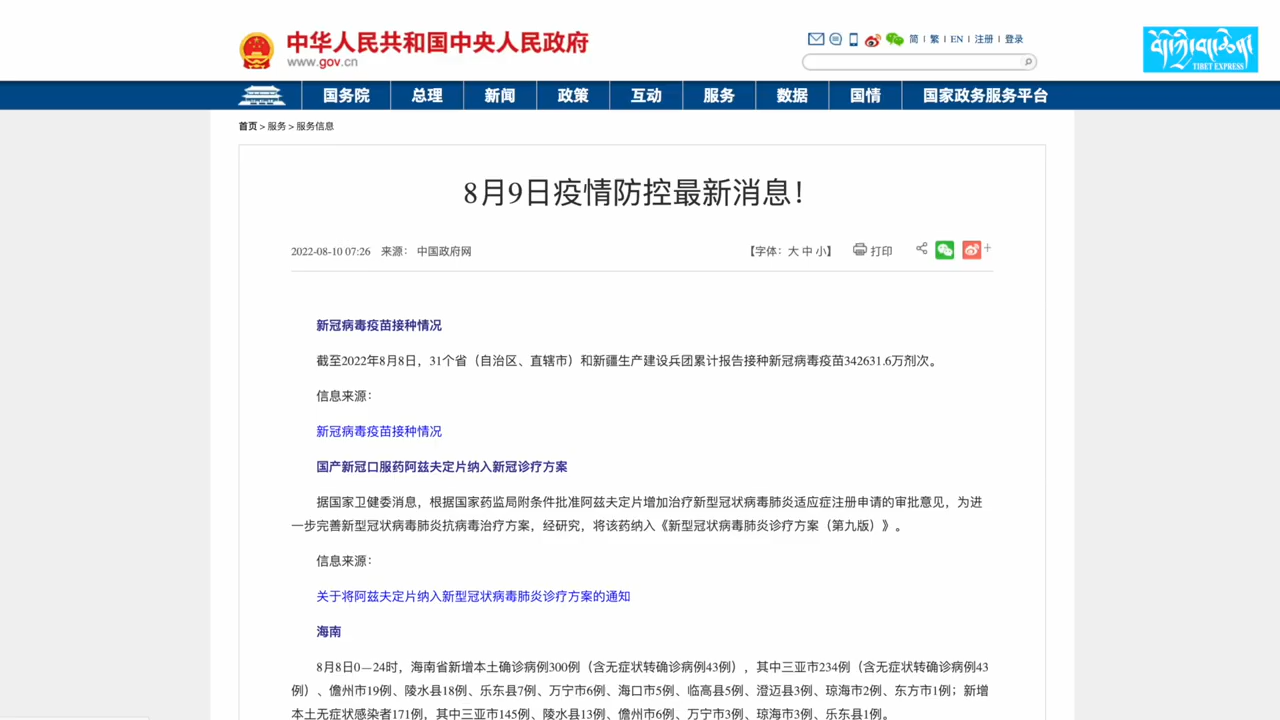 中华人民共和国中央人民政府
www.gov.cn
简 | 繁 | EN | 注册 | 登录
བོད་ཀྱི་བང་ཆེན།
TIBET EXPRESS
国务院 总理 新闻 政策 互动 服务 数据 国情 国家政务服务平台
首页 > 服务 > 服务信息
8月9日疫情防控最新消息！
2022-08-10 07:26 来源： 中国政府网 【字体：大 中 小】 打印
新冠病毒疫苗接种情况
截至2022年8月8日，31个省（自治区、直辖市）和新疆生产建设兵团累计报告接种新冠病毒疫苗342631.6万剂次。
信息来源：
新冠病毒疫苗接种情况
国产新冠口服药阿兹夫定片纳入新冠诊疗方案
据国家卫健委消息，根据国家药监局附条件批准阿兹夫定片增加治疗新型冠状病毒肺炎适应症注册申请的审批意见，为进
一步完善新型冠状病毒肺炎抗病毒治疗方案，经研究，将该药纳入《新型冠状病毒肺炎诊疗方案（第九版）》。
信息来源：
关于将阿兹夫定片纳入新型冠状病毒肺炎诊疗方案的通知
海南
8月8日0—24时，海南省新增本土确诊病例300例（含无症状转确诊病例43例），其中三亚市234例（含无症状转确诊病例43
例）、儋州市19例、陵水县18例、乐东县7例、万宁市6例、海口市5例、临高县5例、澄迈县3例、琼海市2例、东方市1例；新增
本土无症状感染者171例，其中三亚市145例、陵水县13例、儋州市6例、万宁市3例、琼海市3例、乐东县1例。